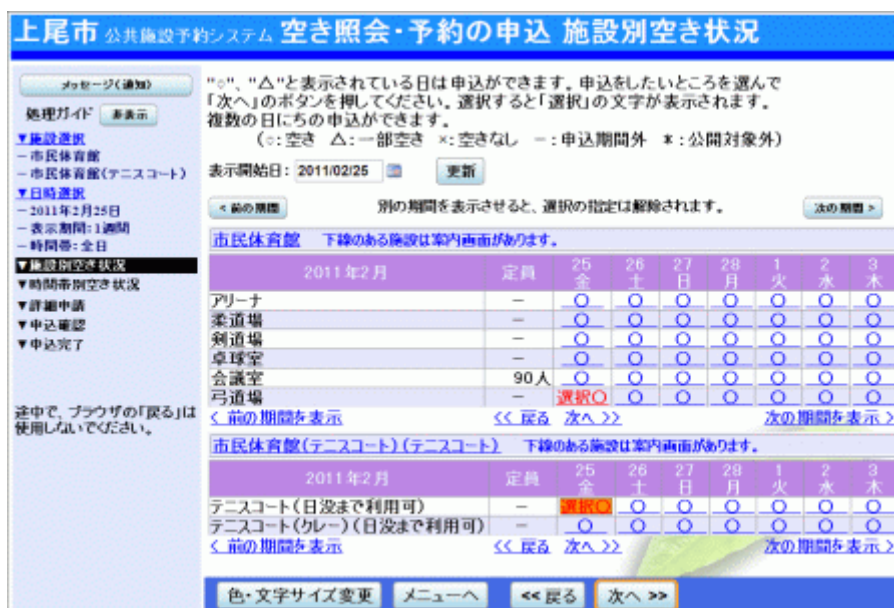 上尾市 公共施設予約システム 空き照会・予約の申込 施設別空き状況
メッセージ(通知)
処理ガイド 非表示
▼施設選択
－市民体育館
－市民体育館(テニスコート)
▼日時選択
－2011年2月25日
－表示期間:1週間
－時間帯:全日
▼施設別空き状況
▼時間帯別空き状況
▼詳細申請
▼申込確認
▼申込完了
途中で、ブラウザの「戻る」は
使用しないでください。
"○"、"△"と表示されている日は申込ができます。申込をしたいところを選んで
「次へ」のボタンを押してください。選択すると「選択」の文字が表示されます。
複数の日にちの申込ができます。
(○:空き △:一部空き ×:空きなし －:申込期間外 *:公開対象外)
表示開始日: 2011/02/25 更新
< 前の期間 別の期間を表示させると、選択の指定は解除されます。 次の期間 >
市民体育館 下線のある施設は案内画面があります。
2011年2月 定員 25 26 27 28 1 2 3
金 土 日 月 火 水 木
アリーナ － ○ ○ ○ ○ ○ ○ ○
柔道場 － ○ ○ ○ ○ ○ ○ ○
剣道場 － ○ ○ ○ ○ ○ ○ ○
卓球室 － ○ ○ ○ ○ ○ ○ ○
会議室 90人 ○ ○ ○ ○ ○ ○ ○
弓道場 － 選択○ ○ ○ ○ ○ ○ ○
< 前の期間を表示 << 戻る 次へ >> 次の期間を表示 >
市民体育館(テニスコート)(テニスコート) 下線のある施設は案内画面があります。
2011年2月 定員 25 26 27 28 1 2 3
金 土 日 月 火 水 木
テニスコート(日没まで利用可) － 選択○ ○ ○ ○ ○ ○ ○
テニスコート(クレー)(日没まで利用可) － ○ ○ ○ ○ ○ ○ ○
< 前の期間を表示 << 戻る 次へ >> 次の期間を表示 >
色・文字サイズ変更 メニューへ << 戻る 次へ >>